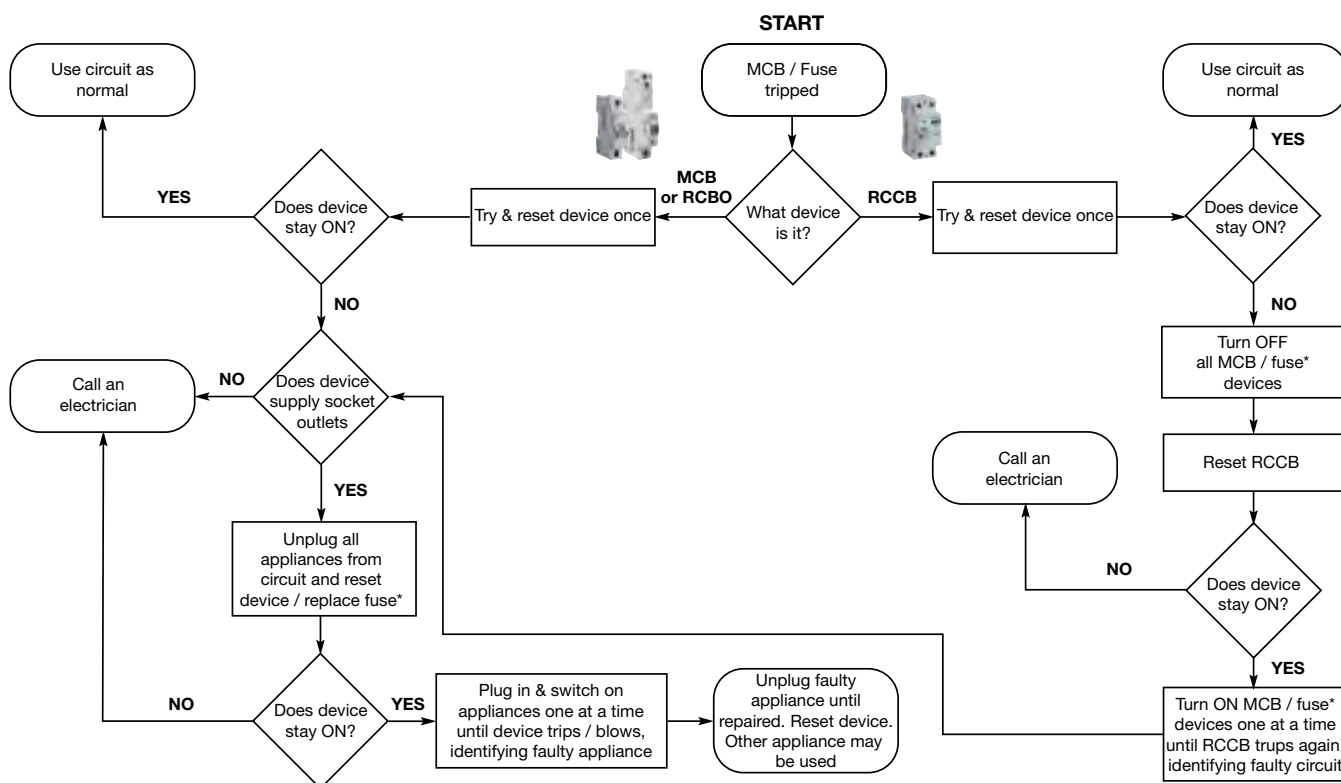 START
MCB / Fuse
tripped
Use circuit as
normal
Use circuit as
normal
YES
Does device
stay ON?
Try & reset device once
MCB
or RCBO
What device
is it?
RCCB
Try & reset device once
Does device
stay ON?
YES
NO
NO
Call an
electrician
NO
Does device
supply socket
outlets
Turn OFF
all MCB / fuse*
devices
Reset RCCB
YES
Call an
electrician
Unplug all
appliances from
circuit and reset
device / replace fuse*
NO
Does device
stay ON?
YES
NO
Does device
stay ON?
YES
Plug in & switch on
appliances one at a time
until device trips / blows,
identifying faulty appliance
Unplug faulty
appliance until
repaired. Reset device.
Other appliance may
be used
Turn ON MCB / fuse*
devices one at a time
until RCCB trups again,
identifying faulty circuit